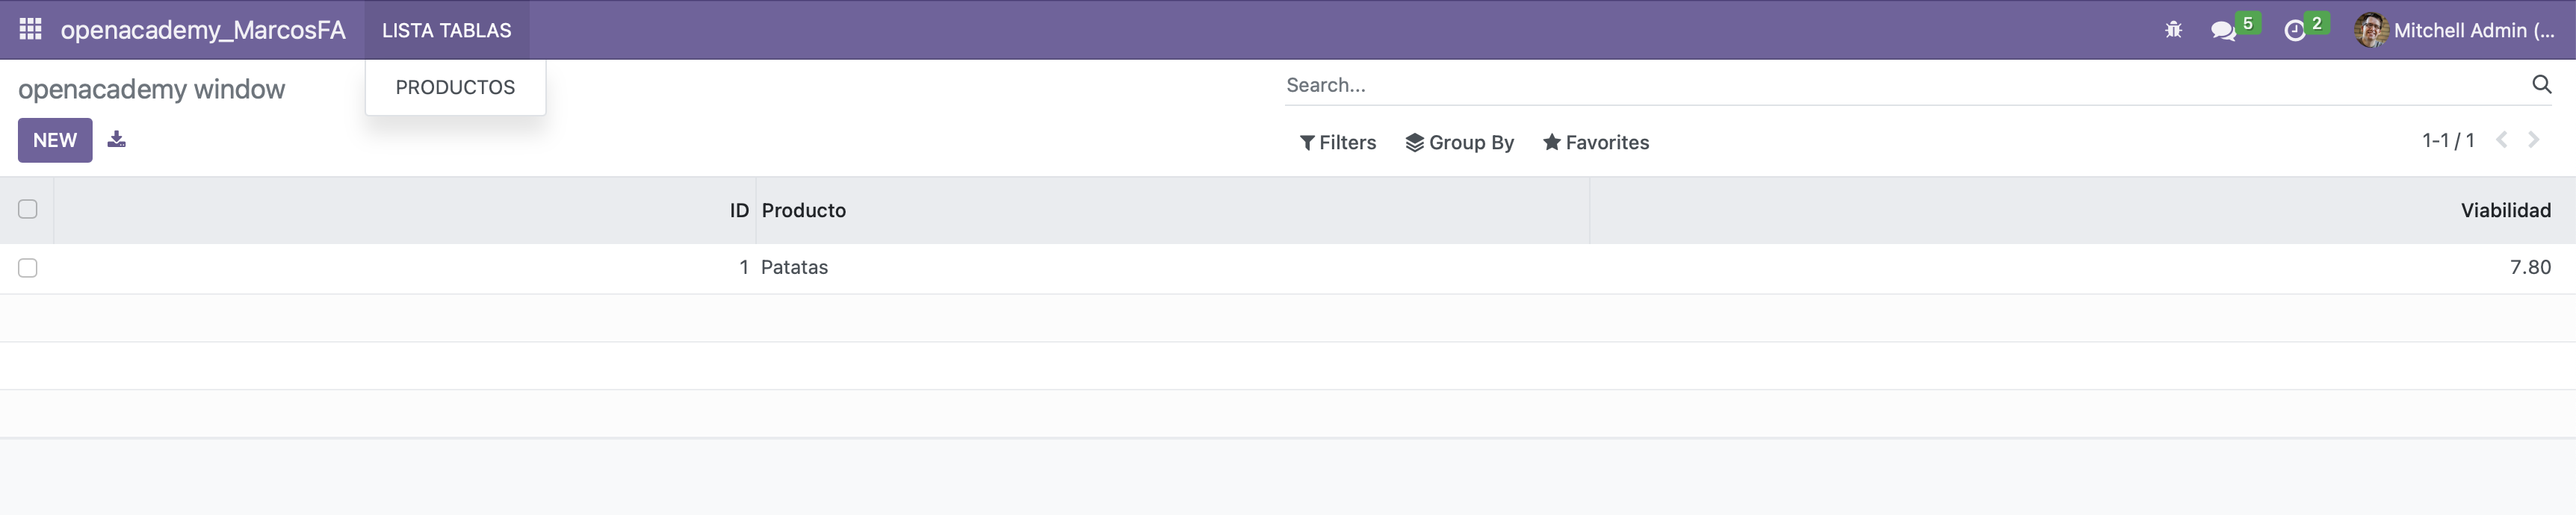 openacademy_MarcosFA LISTA TABLAS 5 2 Mitchell Admin (...
PRODUCTOS
openacademy window Search...
NEW Filters Group By Favorites 1-1 / 1
ID Producto Viabilidad
1 Patatas 7.80